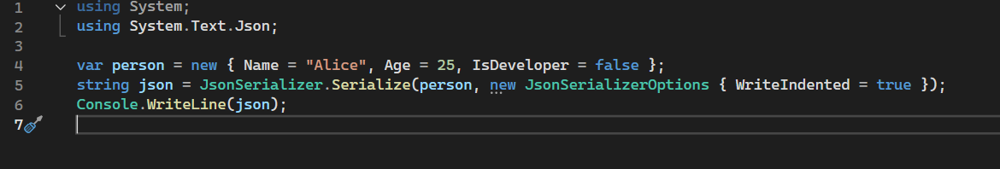 1 using System;
2 using System.Text.Json;
3
4 var person = new { Name = "Alice", Age = 25, IsDeveloper = false };
5 string json = JsonSerializer.Serialize(person, new JsonSerializerOptions { WriteIndented = true });
6 Console.WriteLine(json);
7